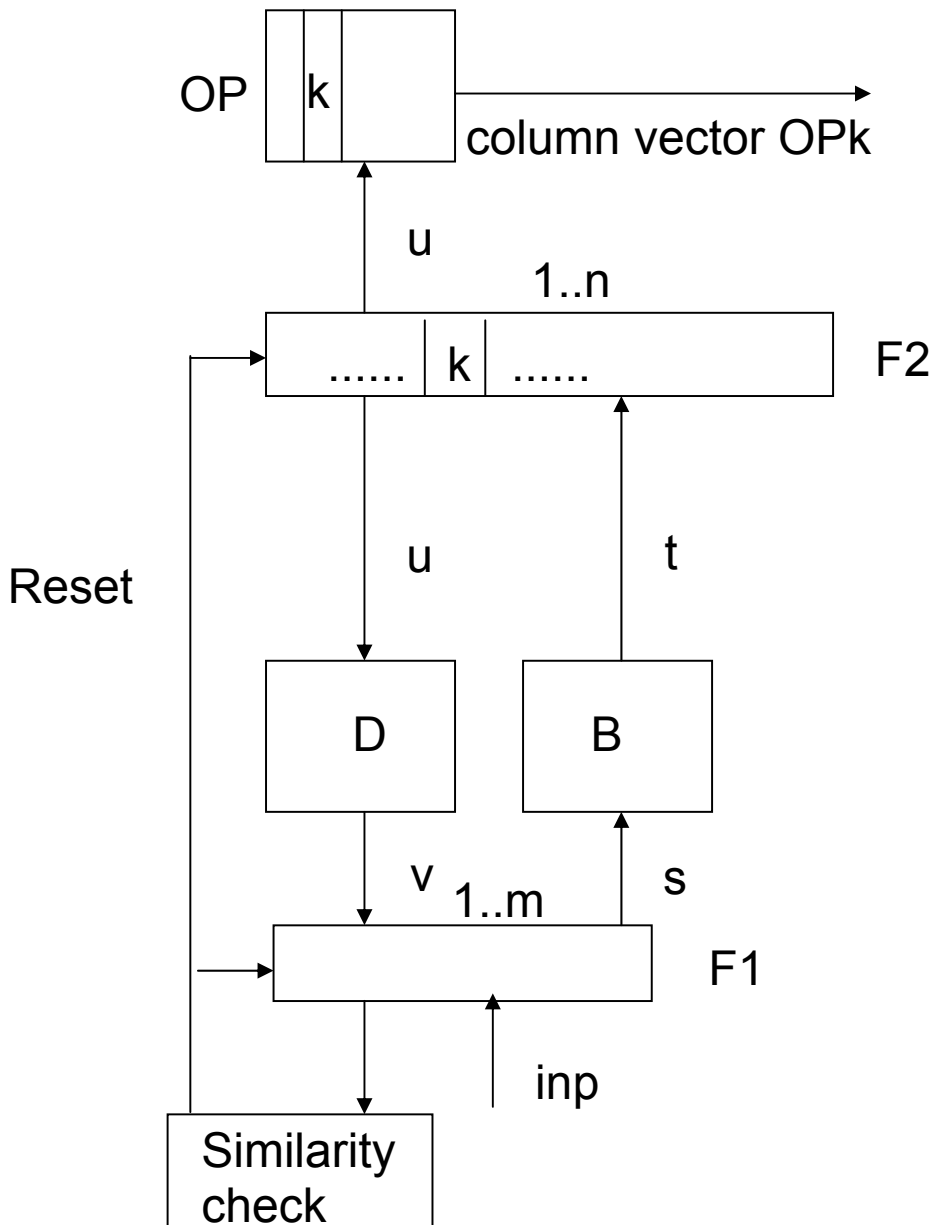 OP
k
column vector OPk
u
1..n
...... k ......
F2
u
t
Reset
D
B
v
1..m
s
F1
inp
Similarity
check